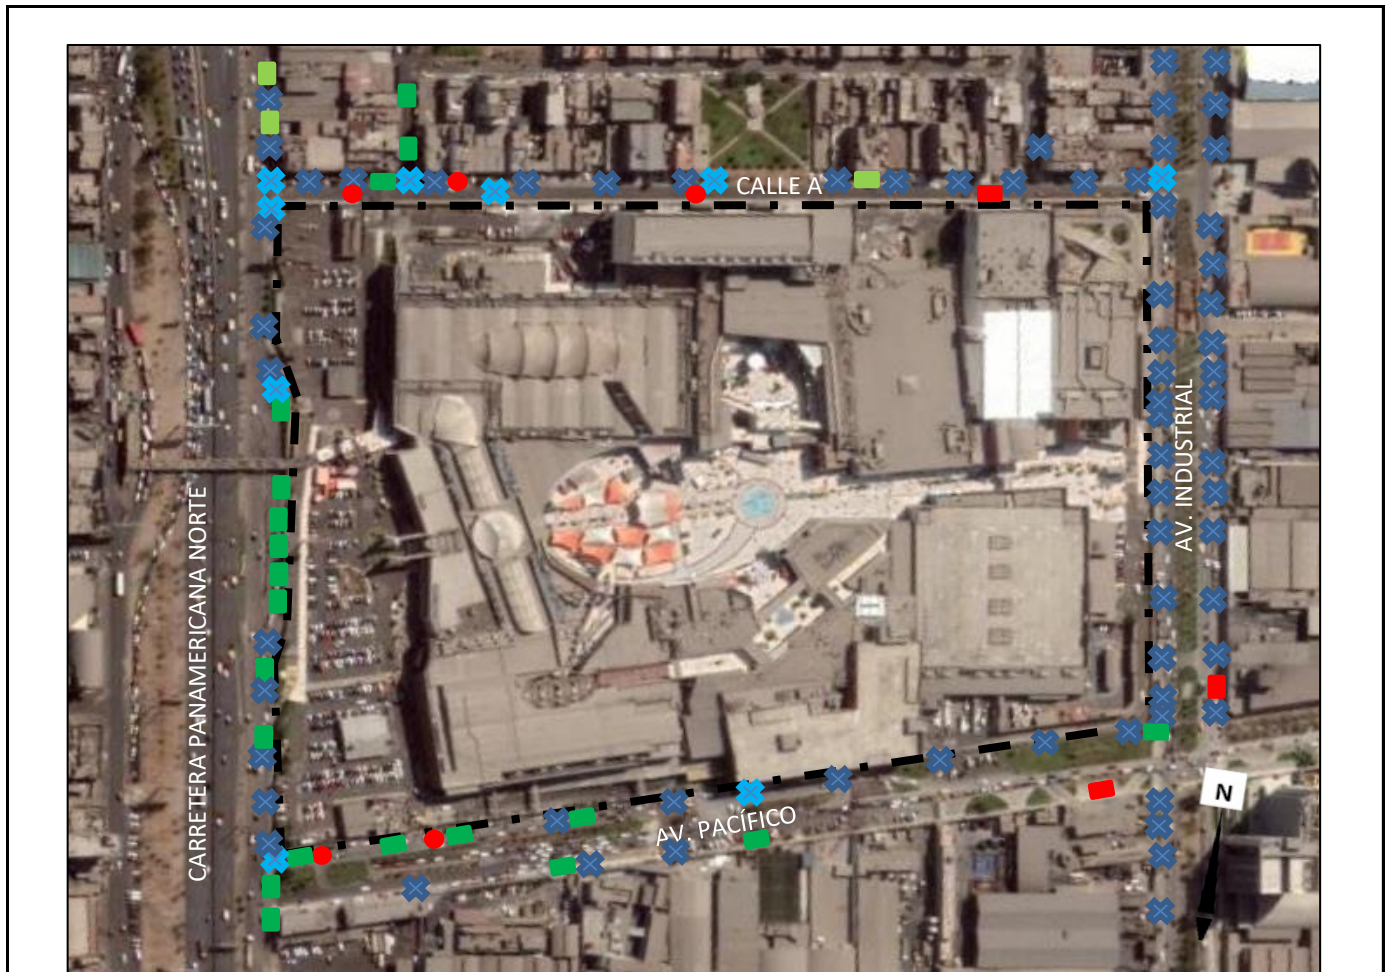 CALLE A
AV. INDUSTRIAL
CARRETERA PANAMERICANA NORTE
AV. PACÍFICO
N